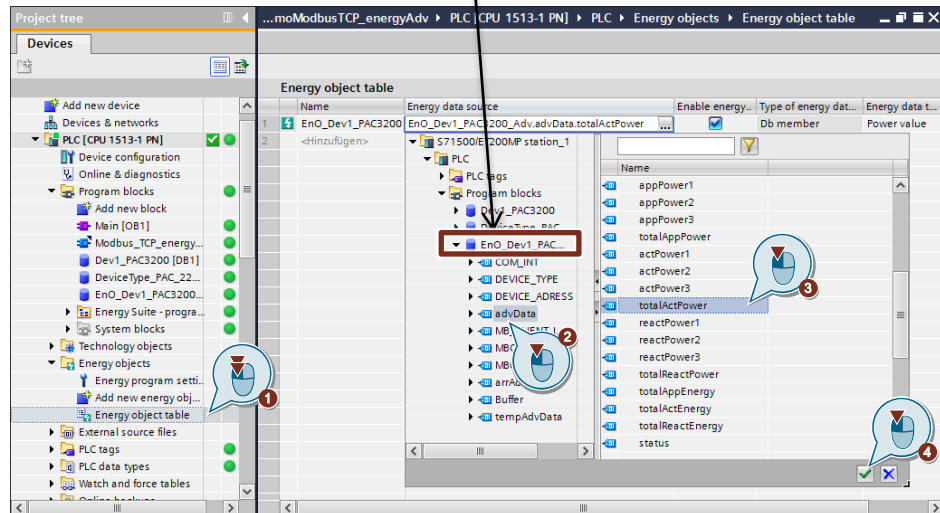 Project tree
...moModbusTCP_energyAdv ▸ PLC [CPU 1513-1 PN] ▸ PLC ▸ Energy objects ▸ Energy object table
Devices
Add new device
Devices & networks
PLC [CPU 1513-1 PN]
Device configuration
Online & diagnostics
Program blocks
Add new block
Main [OB1]
Modbus_TCP_energy...
Dev1_PAC3200 [DB1]
DeviceType_PAC_22...
EnO_Dev1_PAC3200...
Energy Suite - progra...
System blocks
Technology objects
Energy objects
Energy program setti...
Add new energy obj...
Energy object table
External source files
PLC tags
PLC data types
Watch and force tables
Energy object table
Name Energy data source Enable energy... Type of energy dat... Energy data t...
1 EnO_Dev1_PAC3200 EnO_Dev1_PAC3200_Adv.advData.totalActPower ... Db member Power value
2 <Hinzufügen>
S71500/ET200MP station_1
PLC
PLC tags
Program blocks
Dev1_PAC3200
EnO_Dev1_PAC...
COM_INT
DEVICE_TYPE
DEVICE_ADRESS
advData
Buffer
tempAdvData
Name
appPower1
appPower2
appPower3
totalAppPower
actPower1
actPower2
actPower3
totalActPower
reactPower1
reactPower2
reactPower3
totalReactPower
totalAppEnergy
totalActEnergy
totalReactEnergy
status
1
2
3
4